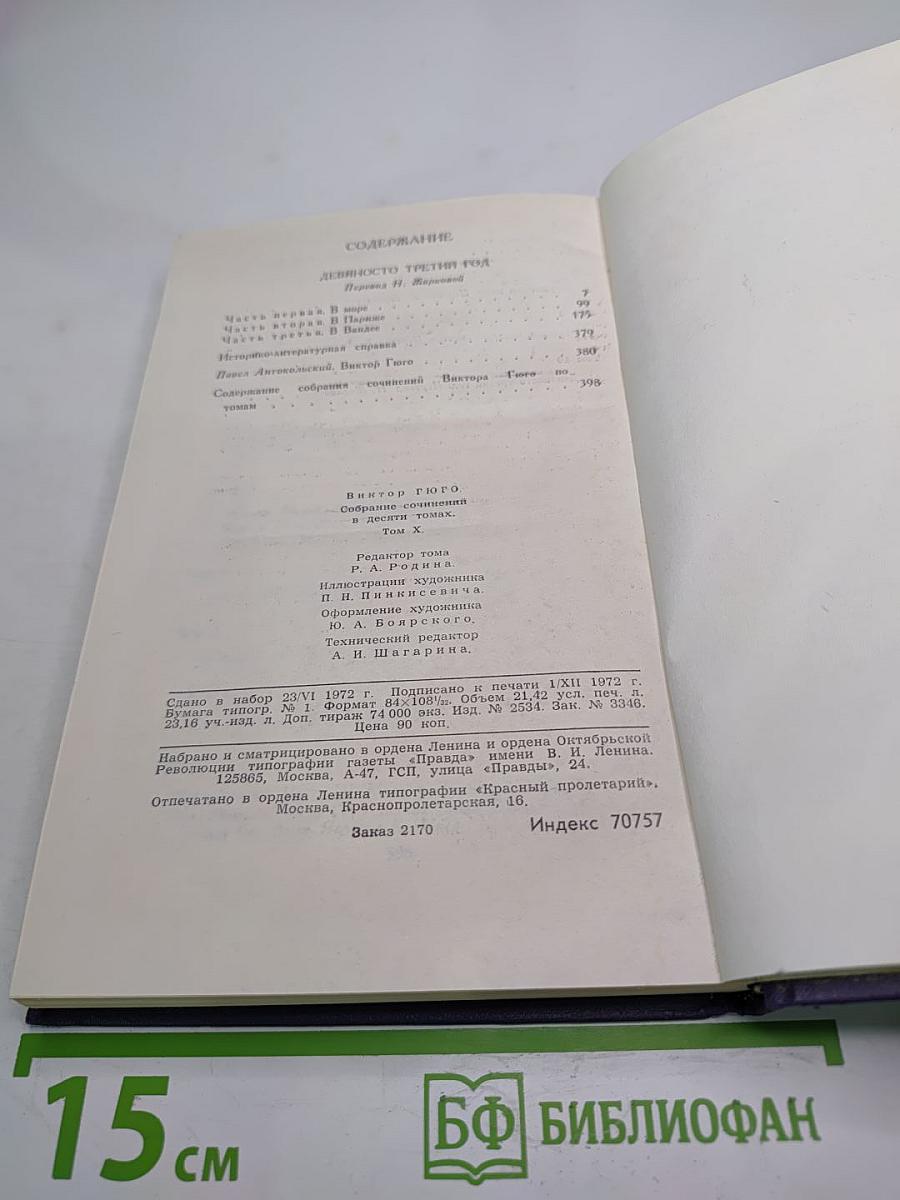 СОДЕРЖАНИЕ
ДЕВЯНОСТО ТРЕТИЙ ГОД
Перевод Н. Жарковой
Часть первая. В море . . . 7
Часть вторая. В Париже . . . 99
Часть третья. В Вандее . . . 175
Историко-литературная справка . . . 379
Павел Антокольский. Виктор Гюго . . . 380
Содержание собрания сочинений Виктора Гюго по
томам . . . 398
Виктор ГЮГО.
Собрание сочинений
в десяти томах.
Том X.
Редактор тома
Р. А. Родина.
Иллюстрации художника
П. Н. Пинкисевича.
Оформление художника
Ю. А. Боярского.
Технический редактор
А. И. Шагарина.
Сдано в набор 23/VI 1972 г. Подписано к печати 1/XII 1972 г.
Бумага типогр. № 1. Формат 84×108¹/₃₂. Объем 21,42 усл. печ. л.
23,16 уч.-изд. л. Доп. тираж 74 000 экз. Изд. № 2534. Зак. № 3346.
Цена 90 коп.
Набрано и сматрицировано в ордена Ленина и ордена Октябрьской
Революции типографии газеты «Правда» имени В. И. Ленина.
125865, Москва, А-47, ГСП, улица «Правды», 24.
Отпечатано в ордена Ленина типографии «Красный пролетарий».
Москва, Краснопролетарская, 16.
Заказ 2170
Индекс 70757
15 см
БФ БИБЛИОФАН